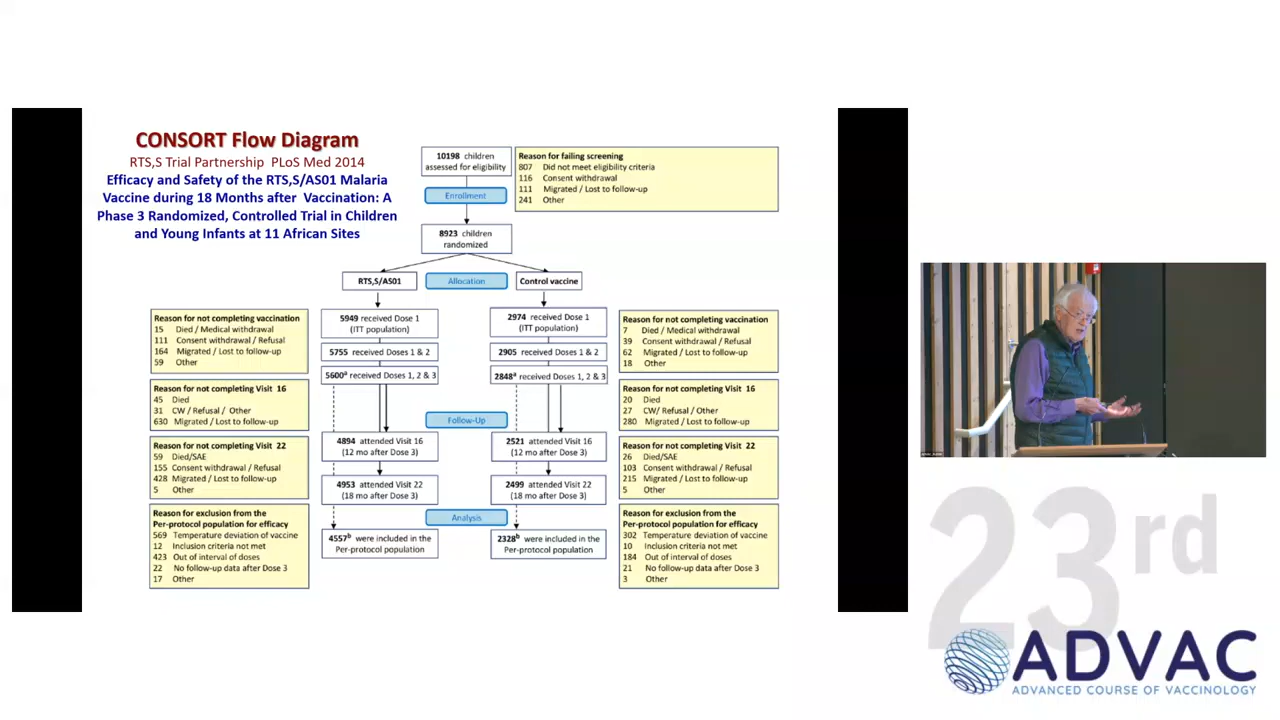 CONSORT Flow Diagram
RTS,S Trial Partnership PLoS Med 2014
Efficacy and Safety of the RTS,S/AS01 Malaria
Vaccine during 18 Months after Vaccination: A
Phase 3 Randomized, Controlled Trial in Children
and Young Infants at 11 African Sites
10198 children
assessed for eligibility
Reason for failing screening
807 Did not meet eligibility criteria
116 Consent withdrawal
111 Migrated / Lost to follow-up
241 Other
Enrollment
8923 children
randomized
RTS,S/AS01
Allocation
Control vaccine
Reason for not completing vaccination
15 Died / Medical withdrawal
111 Consent withdrawal / Refusal
164 Migrated / Lost to follow-up
59 Other
5949 received Dose 1
(ITT population)
5755 received Doses 1 & 2
5600a received Doses 1, 2 & 3
2974 received Dose 1
(ITT population)
2905 received Doses 1 & 2
2848a received Doses 1, 2 & 3
Reason for not completing vaccination
7 Died / Medical withdrawal
39 Consent withdrawal / Refusal
62 Migrated / Lost to follow-up
18 Other
Reason for not completing Visit 16
45 Died
31 CW / Refusal / Other
630 Migrated / Lost to follow-up
Follow-Up
Reason for not completing Visit 16
20 Died
27 CW / Refusal / Other
280 Migrated / Lost to follow-up
Reason for not completing Visit 22
59 Died/SAE
155 Consent withdrawal / Refusal
428 Migrated / Lost to follow-up
5 Other
4894 attended Visit 16
(12 mo after Dose 3)
4953 attended Visit 22
(18 mo after Dose 3)
2521 attended Visit 16
(12 mo after Dose 3)
2499 attended Visit 22
(18 mo after Dose 3)
Reason for not completing Visit 22
26 Died/SAE
103 Consent withdrawal / Refusal
215 Migrated / Lost to follow-up
5 Other
Analysis
Reason for exclusion from the
Per-protocol population for efficacy
569 Temperature deviation of vaccine
12 Inclusion criteria not met
423 Out of interval of doses
22 No follow-up data after Dose 3
17 Other
4557b were included in the
Per-protocol population
2328b were included in the
Per-protocol population
Reason for exclusion from the
Per-protocol population for efficacy
302 Temperature deviation of vaccine
10 Inclusion criteria not met
184 Out of interval of doses
21 No follow-up data after Dose 3
3 Other
23rd
ADVAC
ADVANCED COURSE OF VACCINOLOGY